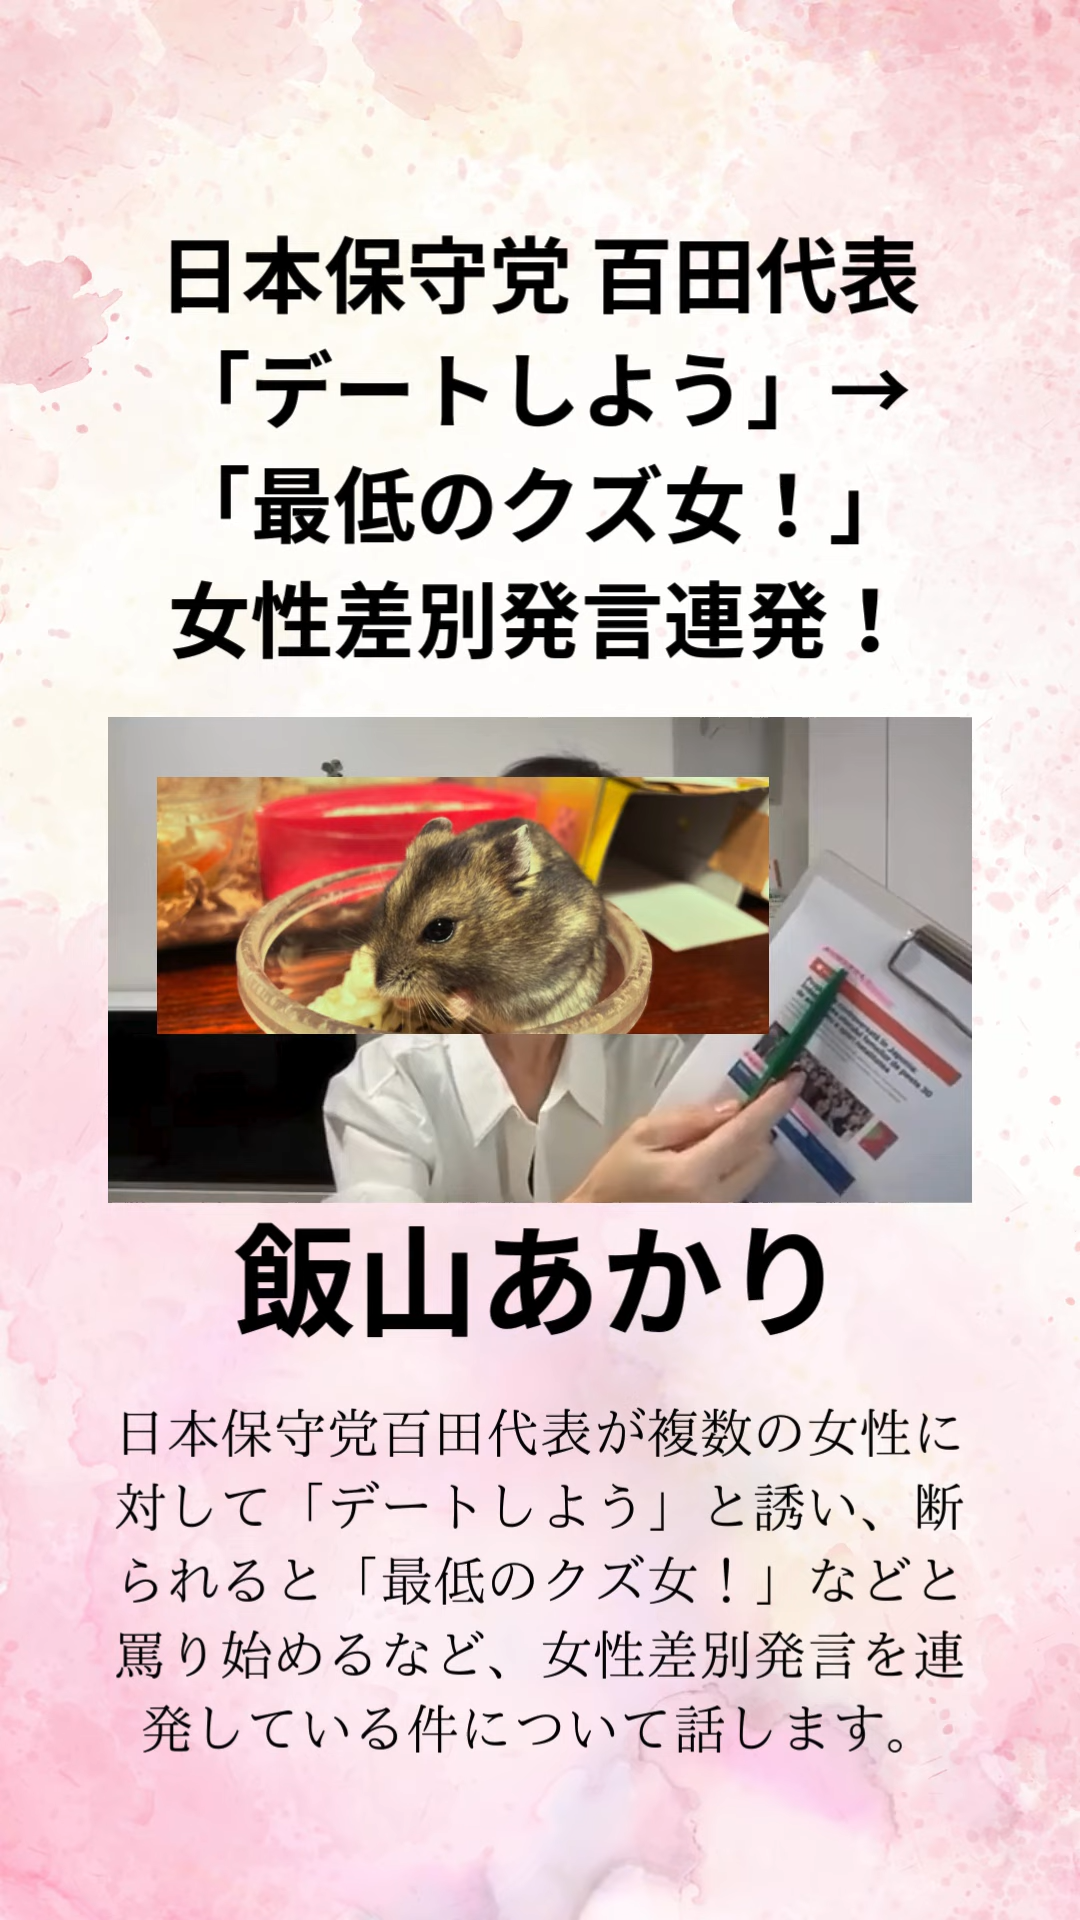 日本保守党 百田代表
「デートしよう」→
「最低のクズ女！」
女性差別発言連発！
飯山あかり
日本保守党百田代表が複数の女性に
対して「デートしよう」と誘い、断
られると「最低のクズ女！」などと
罵り始めるなど、女性差別発言を連
発している件について話します。